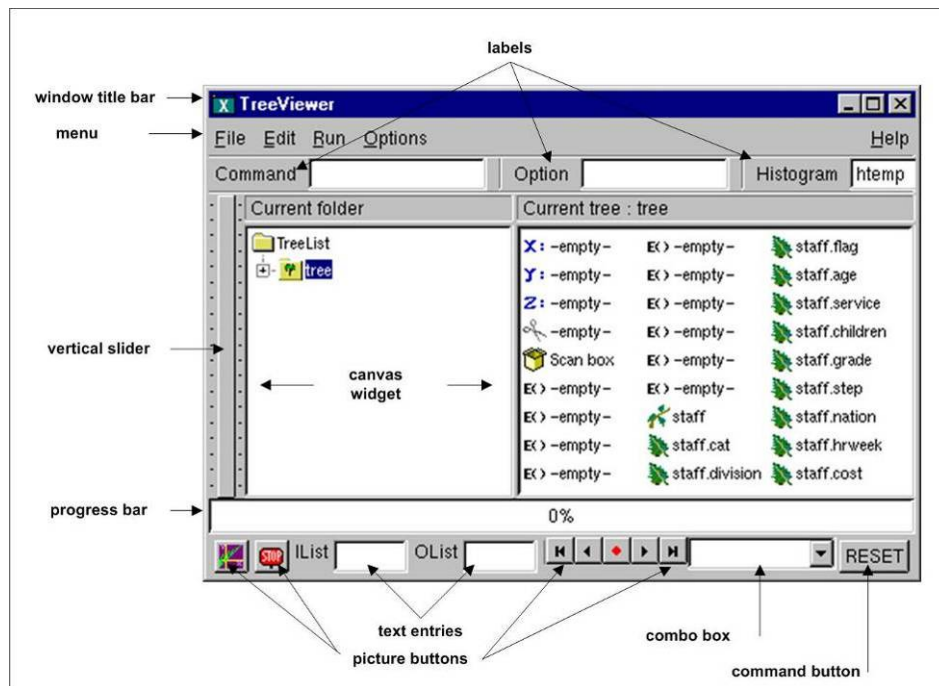 labels
window title bar
TreeViewer
menu
File Edit Run Options Help
Command Option Histogram htemp
Current folder Current tree : tree
TreeList
tree
X: -empty- E() -empty- staff.flag
Y: -empty- E() -empty- staff.age
Z: -empty- E() -empty- staff.service
-empty- E() -empty- staff.children
Scan box E() -empty- staff.grade
E() -empty- E() -empty- staff.step
E() -empty- staff staff.nation
E() -empty- staff.cat staff.hrweek
E() -empty- staff.division staff.cost
vertical slider
canvas
widget
progress bar
0%
STOP IList OList RESET
text entries
picture buttons
combo box
command button